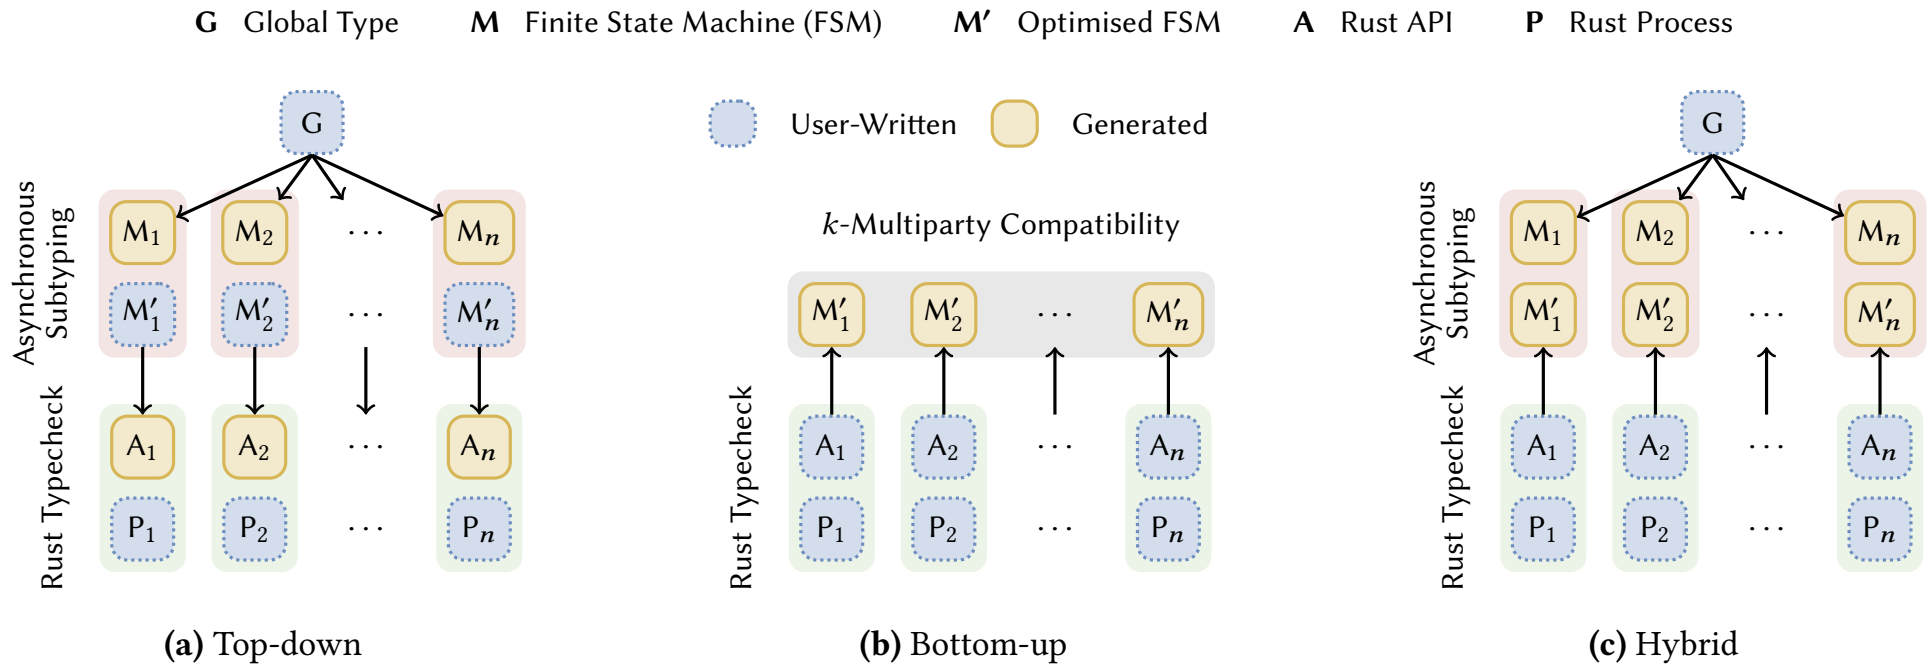 G Global Type M Finite State Machine (FSM) M′ Optimised FSM A Rust API P Rust Process
G
Asynchronous
Subtyping
M1 M2 ··· Mn
M′1 M′2 ··· M′n
Rust Typecheck
A1 A2 ··· An
P1 P2 ··· Pn
(a) Top-down
User-Written Generated
k-Multiparty Compatibility
M′1 M′2 ··· M′n
Rust Typecheck
A1 A2 ··· An
P1 P2 ··· Pn
(b) Bottom-up
G
Asynchronous
Subtyping
M1 M2 ··· Mn
M′1 M′2 ··· M′n
Rust Typecheck
A1 A2 ··· An
P1 P2 ··· Pn
(c) Hybrid